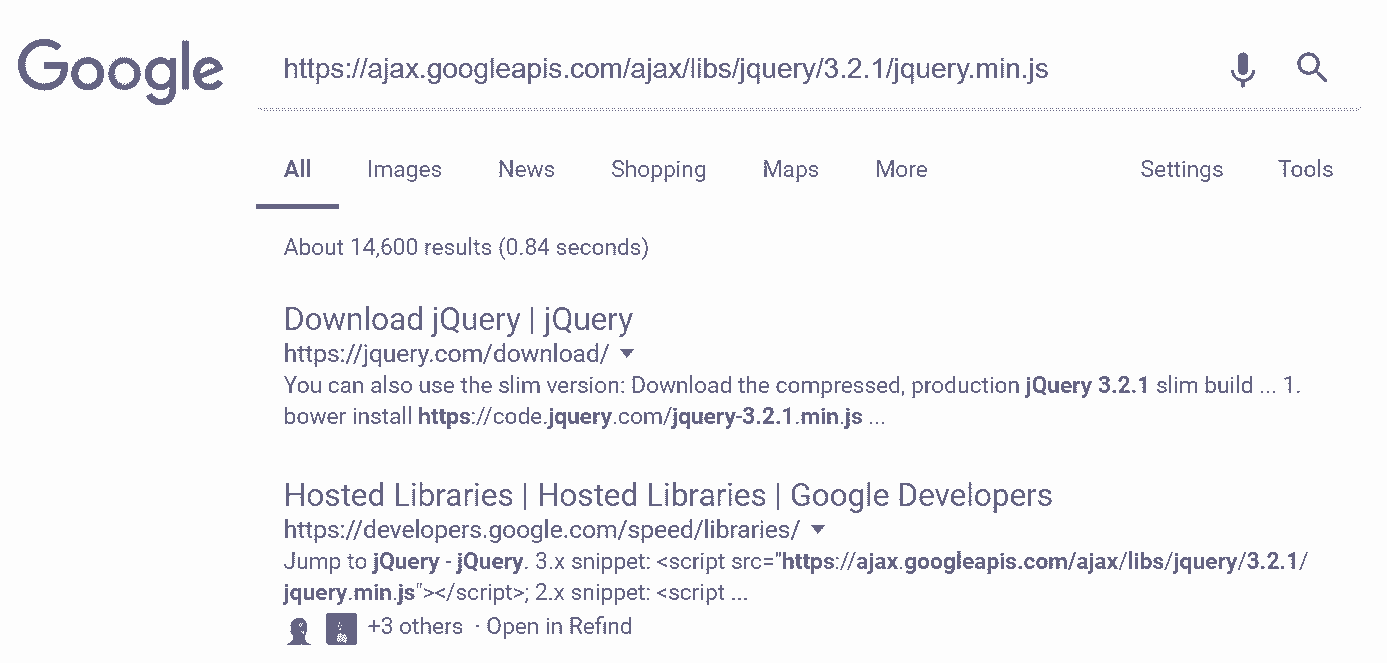 Google https://ajax.googleapis.com/ajax/libs/jquery/3.2.1/jquery.min.js
All Images News Shopping Maps More Settings Tools
About 14,600 results (0.84 seconds)
Download jQuery | jQuery
https://jquery.com/download/
You can also use the slim version: Download the compressed, production jQuery 3.2.1 slim build ... 1.
bower install https://code.jquery.com/jquery-3.2.1.min.js ...
Hosted Libraries | Hosted Libraries | Google Developers
https://developers.google.com/speed/libraries/
Jump to jQuery - jQuery. 3.x snippet: <script src="https://ajax.googleapis.com/ajax/libs/jquery/3.2.1/
jquery.min.js"></script>; 2.x snippet: <script ...
+3 others · Open in Refind